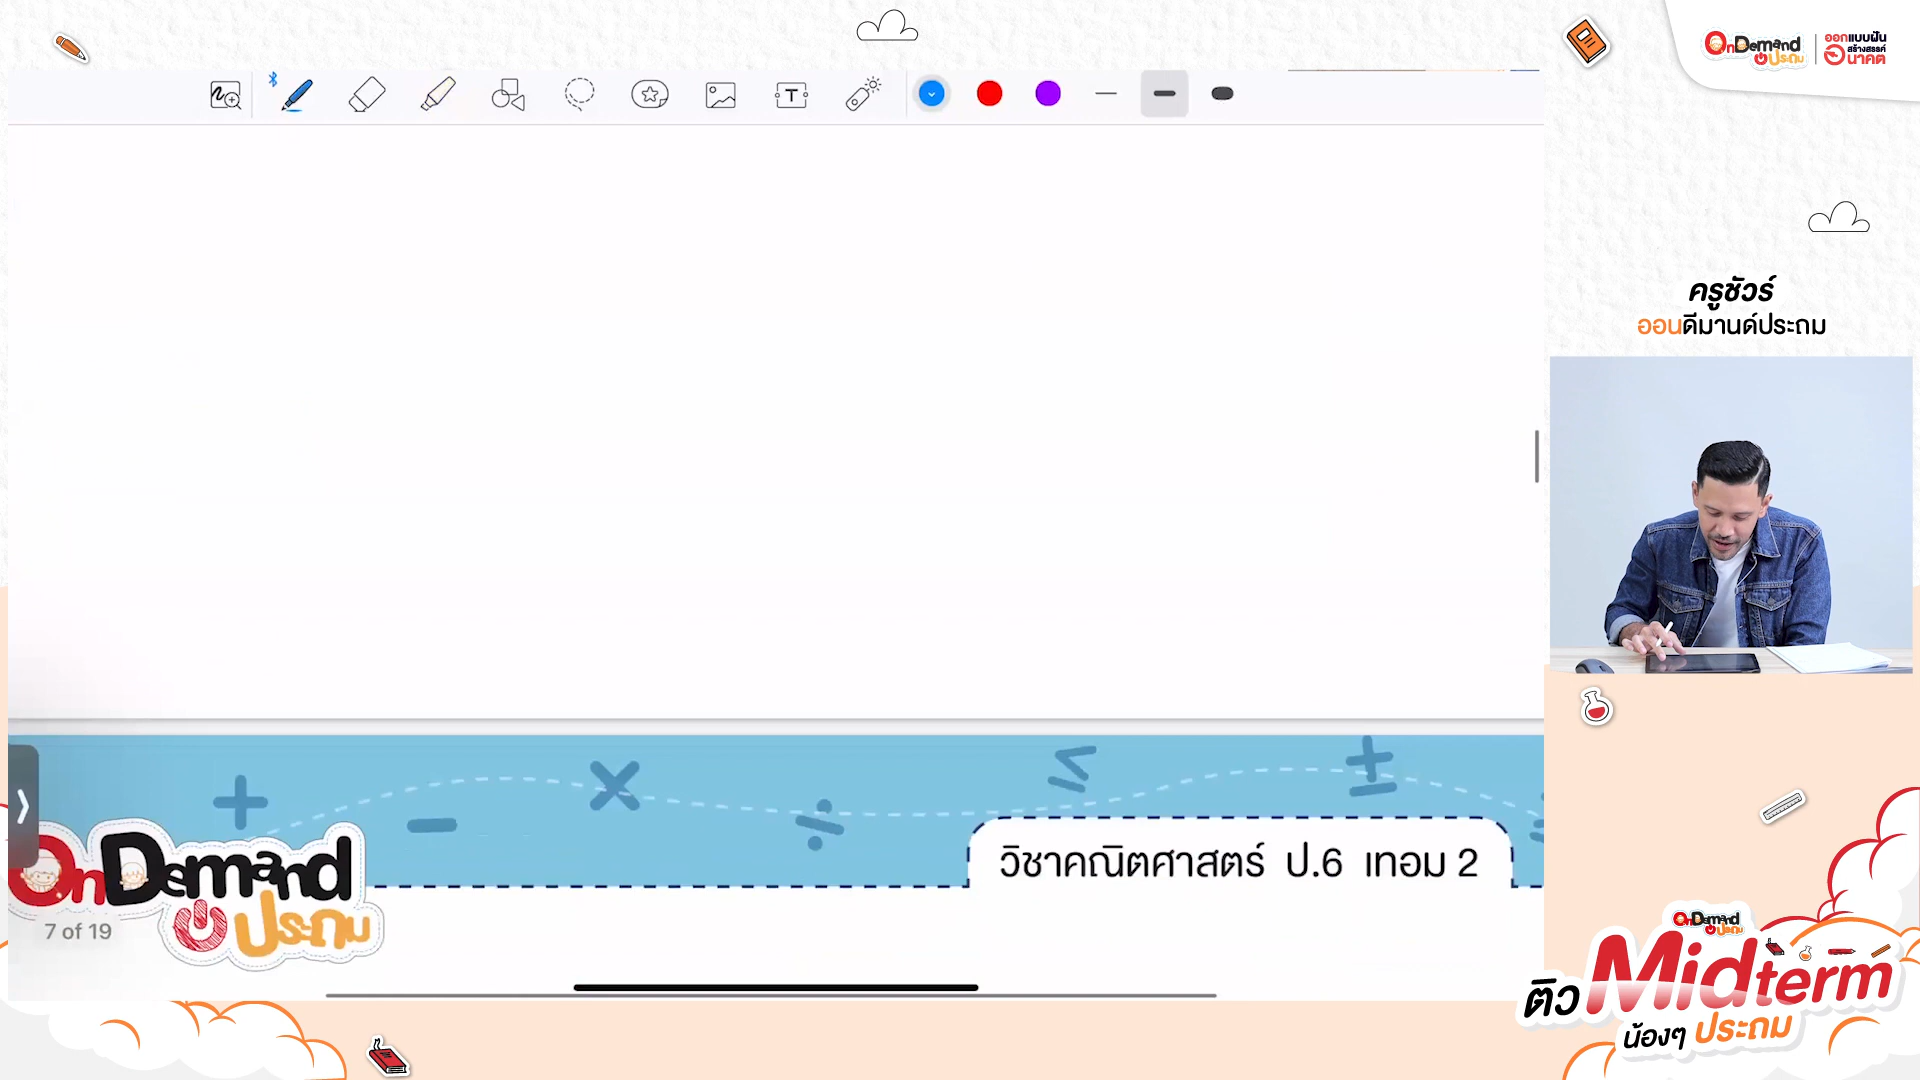 OnDemand
ประถม
ออกแบบฝัน
สร้างสรรค์
อนาคต
T
ครูชัวร์
ออนดีมานด์ประถม
OnDemand
ประถม
7 of 19
วิชาคณิตศาสตร์ ป.6 เทอม 2
OnDemand
ประถม
ติว Midterm
น้องๆ ประถม